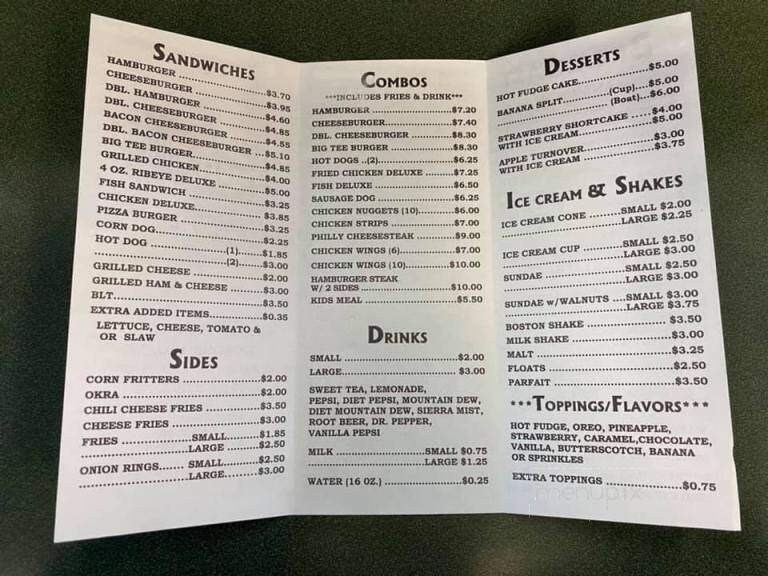 SANDWICHES
HAMBURGER ........................$3.70
CHEESEBURGER ........................$3.95
DBL. HAMBURGER ........................$4.60
DBL. CHEESEBURGER ........................$4.85
BACON CHEESEBURGER ........................$4.55
DBL. BACON CHEESEBURGER ...$5.10
BIG TEE BURGER........................$4.85
GRILLED CHICKEN........................$4.00
4 OZ. RIBEYE DELUXE ................$5.00
FISH SANDWICH ........................$3.25
CHICKEN DELUXE........................$3.85
PIZZA BURGER ........................$3.25
CORN DOG........................$2.25
HOT DOG ........................(1)......$1.85
........................(2)......$3.00
GRILLED CHEESE ........................$2.00
GRILLED HAM & CHEESE ..........$3.00
BLT........................$3.50
EXTRA ADDED ITEMS................$0.35
LETTUCE, CHEESE, TOMATO &
OR SLAW
SIDES
CORN FRITTERS ........................$2.00
OKRA ........................$2.00
CHILI CHEESE FRIES ................$3.50
CHEESE FRIES ........................$3.00
FRIES ................SMALL........$1.85
........................LARGE ........$2.50
ONION RINGS....... SMALL........$2.50
........................LARGE........$3.00
COMBOS
***INCLUDES FRIES & DRINK***
HAMBURGER ........................$7.20
CHEESEBURGER........................$7.40
DBL. CHEESEBURGER ................$8.30
BIG TEE BURGER ........................$8.30
HOT DOGS ..(2)........................$6.25
FRIED CHICKEN DELUXE ..........$7.25
FISH DELUXE ........................$6.50
SAUSAGE DOG ........................$6.25
CHICKEN NUGGETS (10)............$6.00
CHICKEN STRIPS ........................$7.00
PHILLY CHEESESTEAK ..............$9.00
CHICKEN WINGS (6)..................$7.00
CHICKEN WINGS (10)................$10.00
HAMBURGER STEAK
W/ 2 SIDES ........................$10.00
KIDS MEAL ........................$5.50
DRINKS
SMALL ........................$2.00
LARGE........................ $3.00
SWEET TEA, LEMONADE,
PEPSI, DIET PEPSI, MOUNTAIN DEW,
DIET MOUNTAIN DEW, SIERRA MIST,
ROOT BEER, DR. PEPPER,
VANILLA PEPSI
MILK ........................SMALL $0.75
........................LARGE $1.25
WATER (16 OZ.) ........................$0.25
DESSERTS
HOT FUDGE CAKE........................$5.00
BANANA SPLIT............(Cup)....$5.00
........................(Boat)...$6.00
STRAWBERRY SHORTCAKE .....$4.00
WITH ICE CREAM ........................$5.00
APPLE TURNOVER........................$3.00
WITH ICE CREAM ........................$3.75
ICE CREAM & SHAKES
ICE CREAM CONE ........SMALL $2.00
........................LARGE $2.25
ICE CREAM CUP ..........SMALL $2.50
........................LARGE $3.00
SUNDAE ........................SMALL $2.50
........................LARGE $3.00
SUNDAE W/WALNUTS ....SMALL $3.00
........................LARGE $3.75
BOSTON SHAKE ........................ $3.50
MILK SHAKE ........................$3.00
MALT ........................$3.25
FLOATS ........................$2.50
PARFAIT ........................$3.50
***TOPPINGS/FLAVORS***
HOT FUDGE, OREO, PINEAPPLE,
STRAWBERRY, CARAMEL,CHOCOLATE,
VANILLA, BUTTERSCOTCH, BANANA
OR SPRINKLES
EXTRA TOPPINGS ........................$0.75
menupix